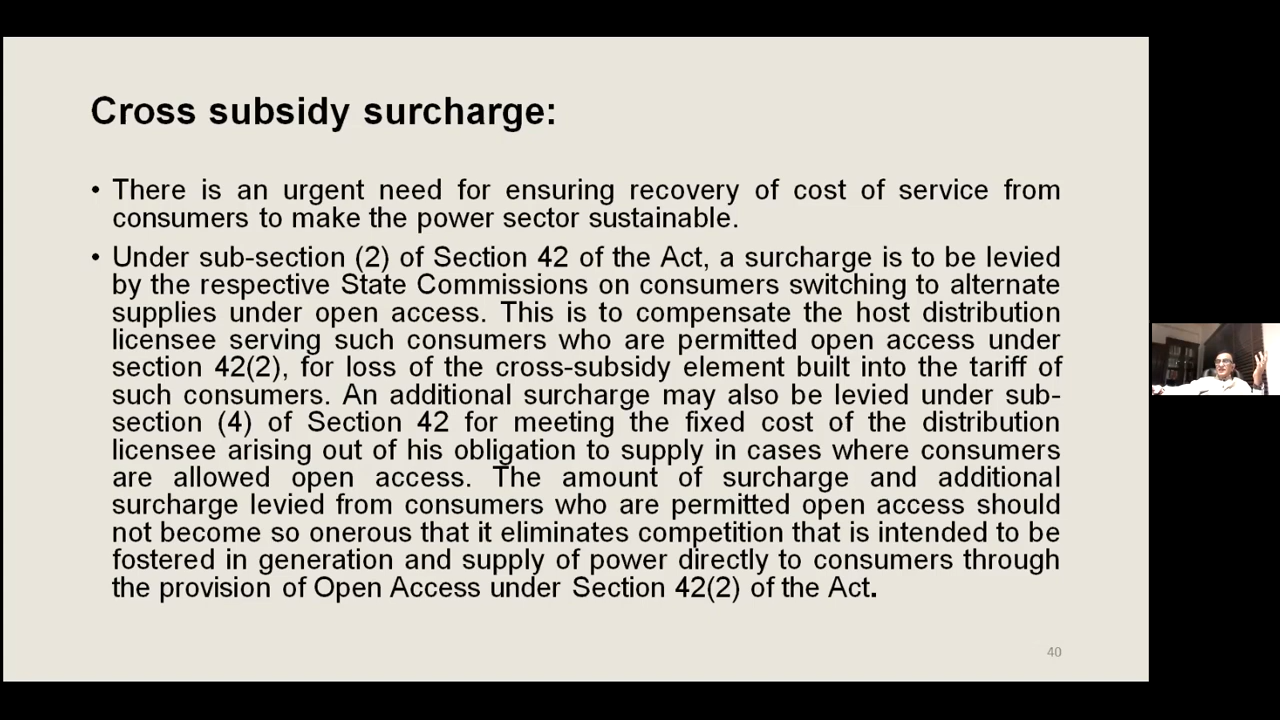 Cross subsidy surcharge:
• There is an urgent need for ensuring recovery of cost of service from
consumers to make the power sector sustainable.
• Under sub-section (2) of Section 42 of the Act, a surcharge is to be levied
by the respective State Commissions on consumers switching to alternate
supplies under open access. This is to compensate the host distribution
licensee serving such consumers who are permitted open access under
section 42(2), for loss of the cross-subsidy element built into the tariff of
such consumers. An additional surcharge may also be levied under sub-
section (4) of Section 42 for meeting the fixed cost of the distribution
licensee arising out of his obligation to supply in cases where consumers
are allowed open access. The amount of surcharge and additional
surcharge levied from consumers who are permitted open access should
not become so onerous that it eliminates competition that is intended to be
fostered in generation and supply of power directly to consumers through
the provision of Open Access under Section 42(2) of the Act.
40